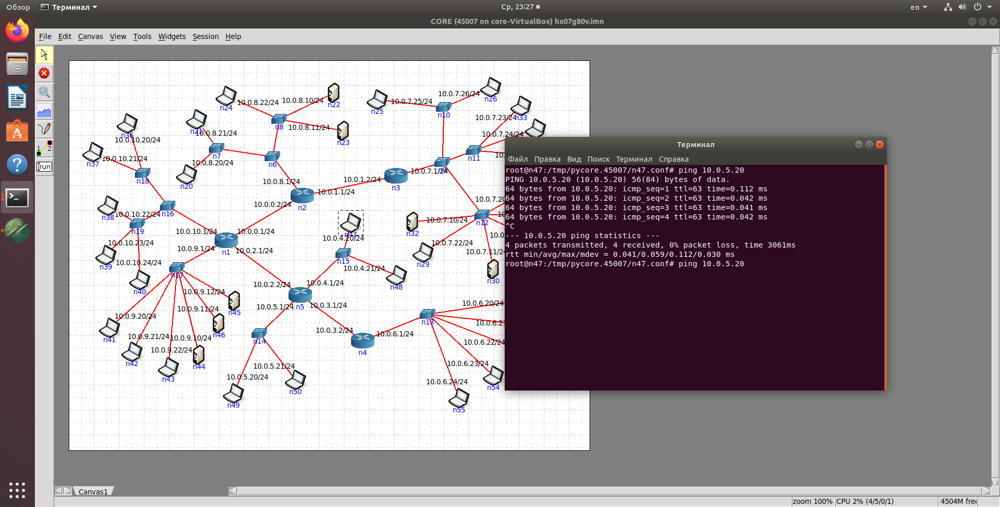 Обзор
Терминал
Ср, 23:27
en
CORE (45007 on core-VirtualBox) hx07g80v.imn
File Edit Canvas View Tools Widgets Session Help
n24
10.0.8.22/24
10.0.8.10/24
n22
n25
10.0.7.25/24
10.0.7.26/24
n26
n10
n36
10.0.10.20/24
n21
10.0.8.21/24
n8
10.0.8.11/24
n23
10.0.7.23/24
n33
10.0.7.24/24
n37
10.0.10.21/24
n18
n7
10.0.8.20/24
n20
n6
n11
n9
10.0.7.1/24
n3
10.0.1.2/24
10.0.8.1/24
10.0.1.1/24
n2
10.0.0.2/24
n38
10.0.10.22/24
n16
n19
10.0.7.20
n12
10.0.7.10/24
n32
n47
10.0.4.20/24
10.0.10.1/24
10.0.0.1/24
n1
10.0.10.23/24
n39
10.0.9.1/24
10.0.2.1/24
10.0.7.22/24
n29
10.0.7.11/24
n30
10.0.10.24/24
n40
n17
n15
10.0.4.21/24
n48
10.0.2.2/24
10.0.4.1/24
10.0.9.12/24
n45
10.0.5.1/24
n5
10.0.3.1/24
10.0.6.20/24
10.0.9.20/24
n41
10.0.9.11/24
n46
n13
10.0.6.21
10.0.9.21/24
n42
10.0.9.10/24
n44
n14
10.0.3.2/24
10.0.6.1/24
n4
10.0.6.22/24
10.0.9.22/24
n43
10.0.5.21/24
n50
10.0.5.20/24
n49
10.0.6.23/24
n54
10.0.6.24/24
n55
1
2
run
Терминал
Файл Правка Вид Поиск Терминал Справка
root@n47:/tmp/pycore.45007/n47.conf# ping 10.0.5.20
PING 10.0.5.20 (10.0.5.20) 56(84) bytes of data.
64 bytes from 10.0.5.20: icmp_seq=1 ttl=63 time=0.112 ms
64 bytes from 10.0.5.20: icmp_seq=2 ttl=63 time=0.042 ms
64 bytes from 10.0.5.20: icmp_seq=3 ttl=63 time=0.041 ms
64 bytes from 10.0.5.20: icmp_seq=4 ttl=63 time=0.042 ms
^C
--- 10.0.5.20 ping statistics ---
4 packets transmitted, 4 received, 0% packet loss, time 3061ms
rtt min/avg/max/mdev = 0.041/0.059/0.112/0.030 ms
root@n47:/tmp/pycore.45007/n47.conf# ping 10.0.5.20
Canvas1
zoom 100%
CPU 2% (4/5/0/1)
4504M free